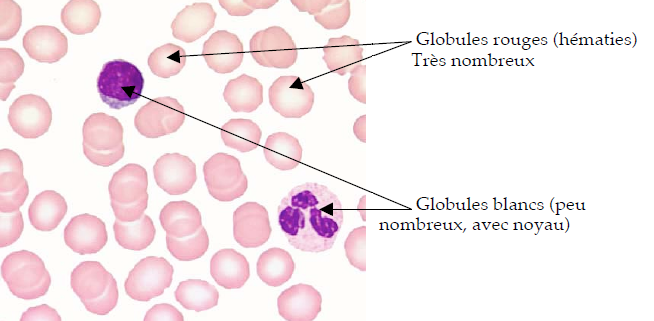 Globules rouges (hématies)
Très nombreux
Globules blancs (peu
nombreux, avec noyau)